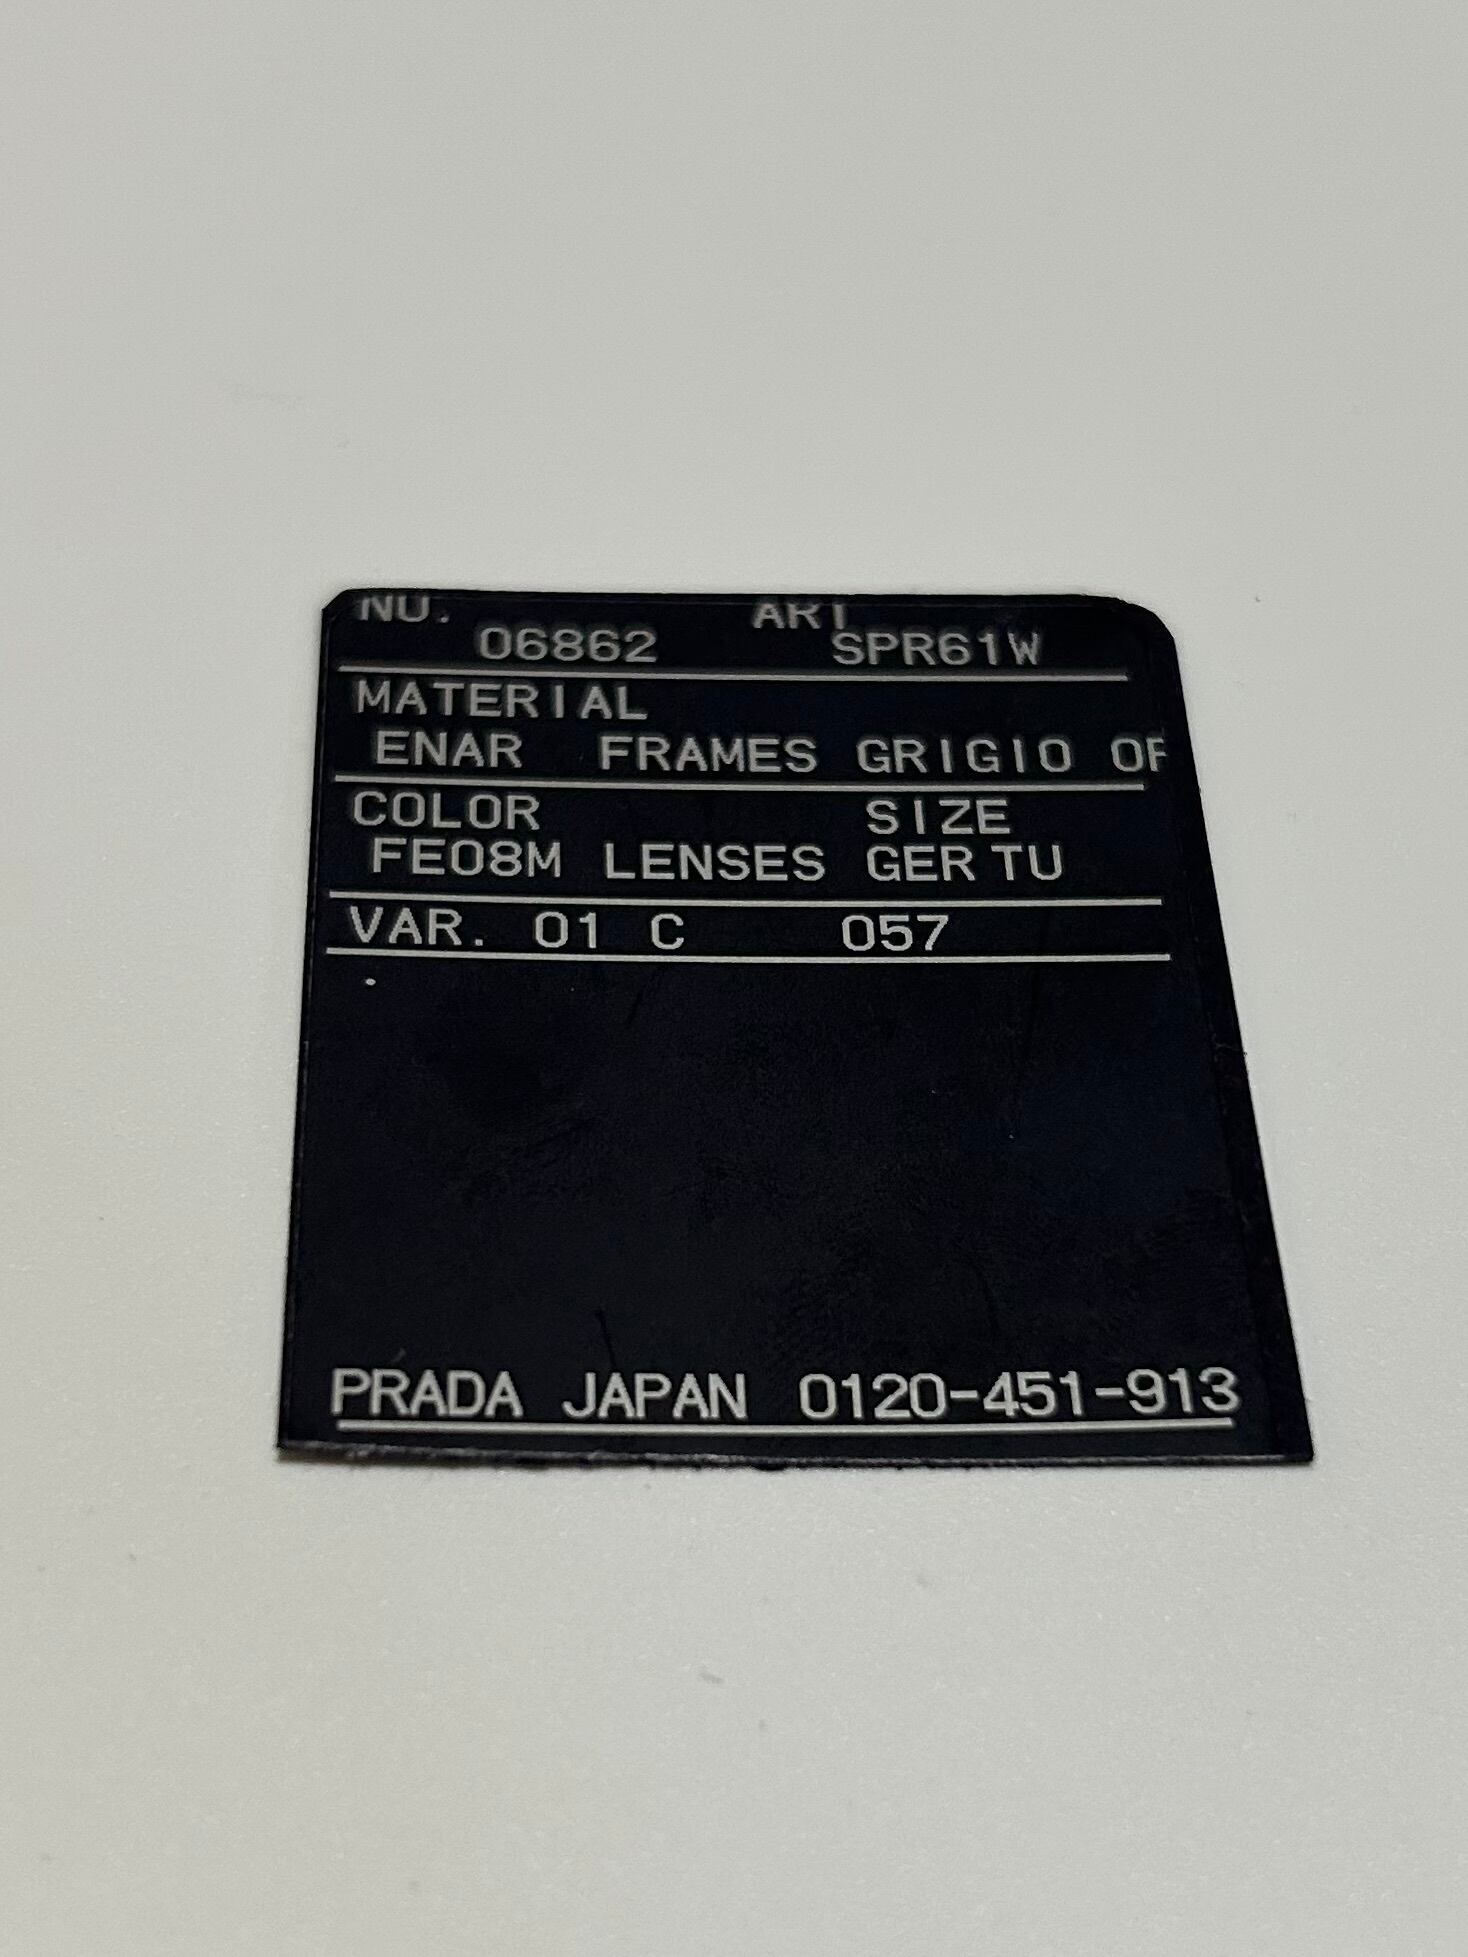 NU. ART
06862 SPR61W
MATERIAL
ENAR FRAMES GRIGIO OF
COLOR SIZE
FE08M LENSES GER TU
VAR. 01 C 057
PRADA JAPAN 0120-451-913